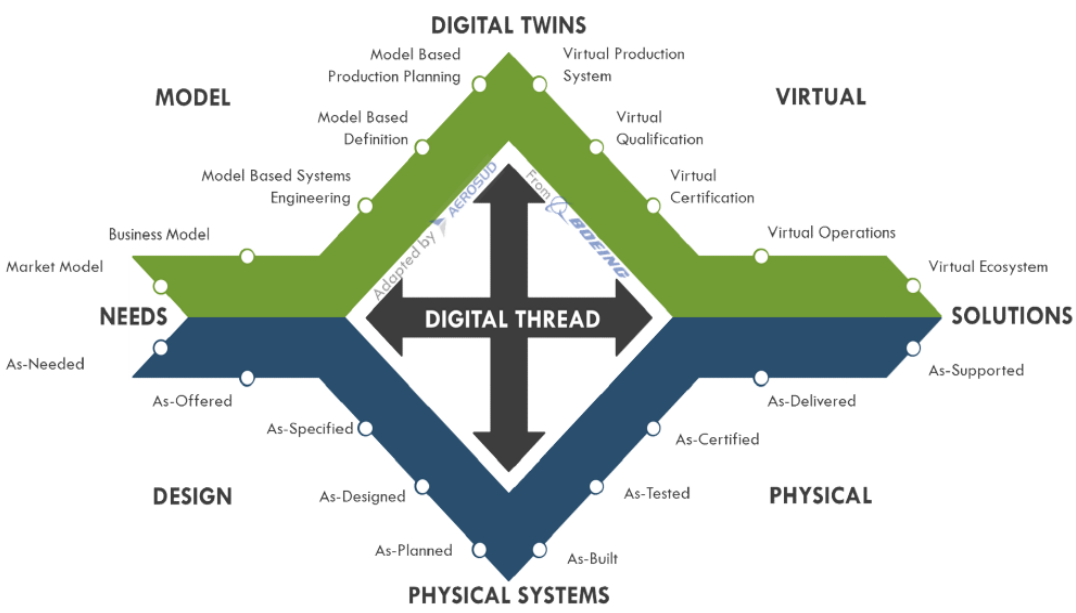 DIGITAL TWINS
Model Based
Production Planning
Virtual Production
System
MODEL
VIRTUAL
Model Based
Definition
Virtual
Qualification
Model Based Systems
Engineering
Virtual
Certification
Adapted by AEROSUD
From BOEING
Business Model
Virtual Operations
Market Model
Virtual Ecosystem
NEEDS
DIGITAL THREAD
SOLUTIONS
As-Needed
As-Supported
As-Offered
As-Delivered
As-Specified
As-Certified
DESIGN
As-Designed
As-Tested
PHYSICAL
As-Planned
As-Built
PHYSICAL SYSTEMS